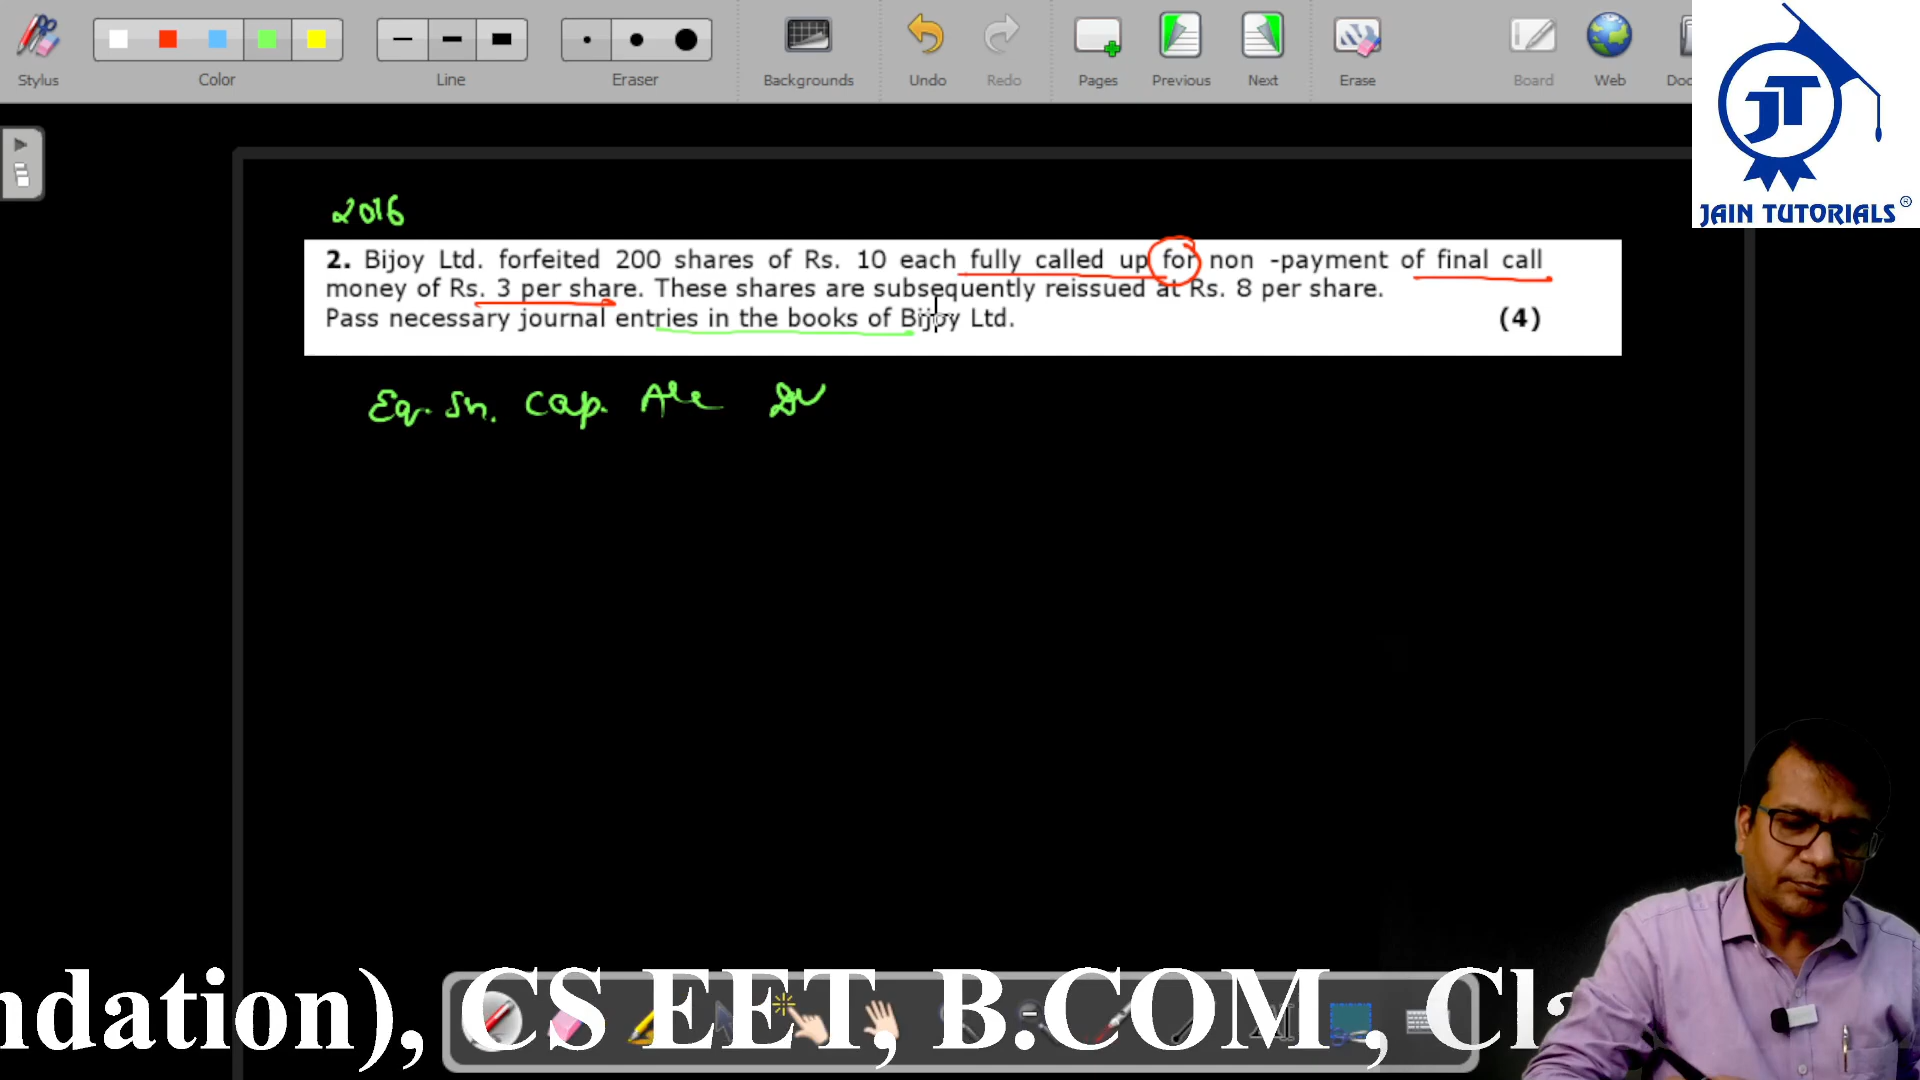 Stylus
Color
Line
Eraser
Backgrounds
Undo
Redo
Pages
Previous
Next
Erase
Board
Web
Doc
JT
JAIN TUTORIALS®
2016
2. Bijoy Ltd. forfeited 200 shares of Rs. 10 each fully called up for non -payment of final call
money of Rs. 3 per share. These shares are subsequently reissued at Rs. 8 per share.
Pass necessary journal entries in the books of Bijoy Ltd. (4)
Eq. Sh. Cap. A/c Dr
ndation), CS EET, B.COM , Cla